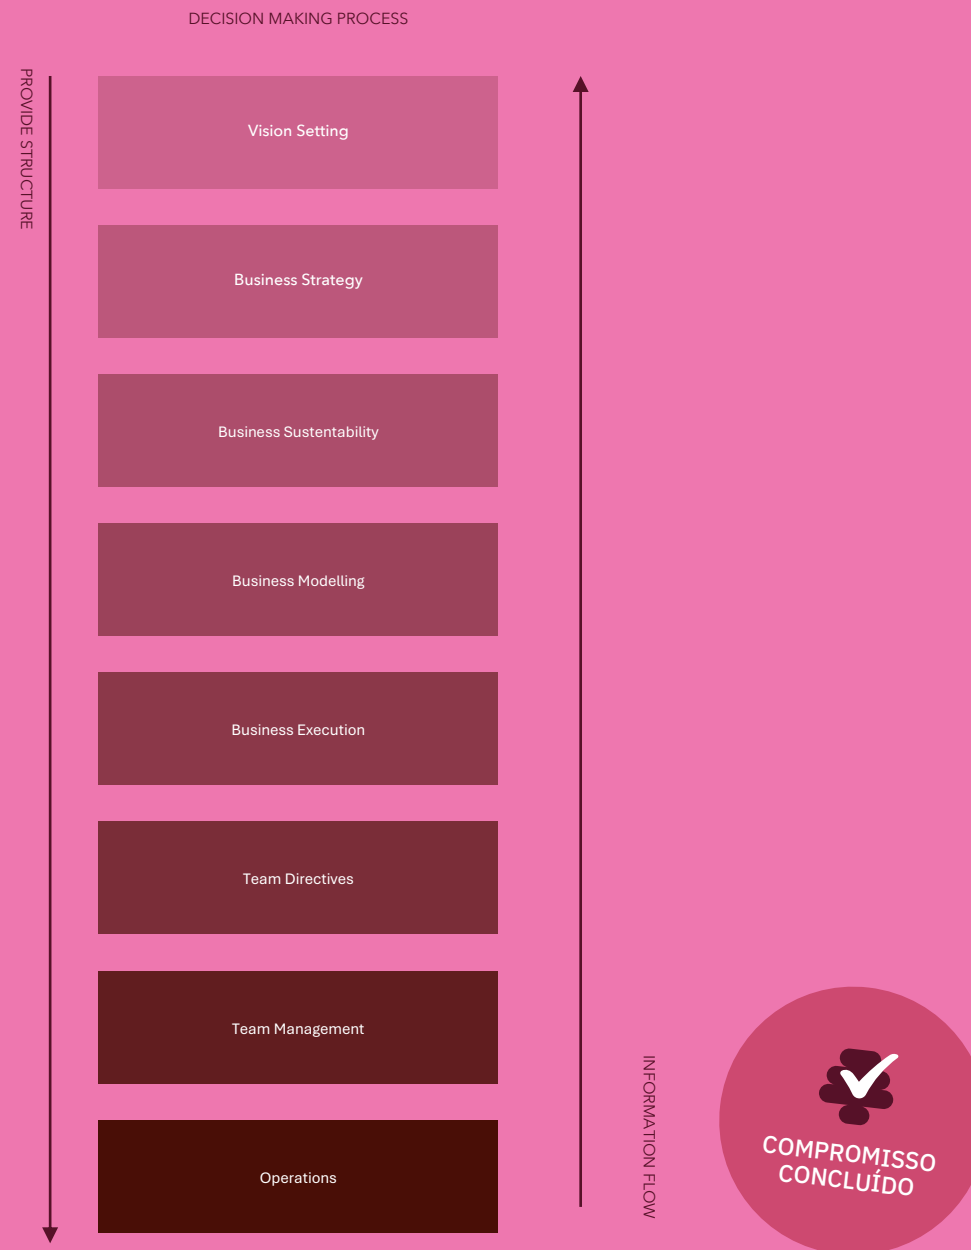 DECISION MAKING PROCESS
PROVIDE STRUCTURE
Vision Setting
Business Strategy
Business Sustentability
Business Modelling
Business Execution
Team Directives
Team Management
Operations
INFORMATION FLOW
COMPROMISSO
CONCLUÍDO